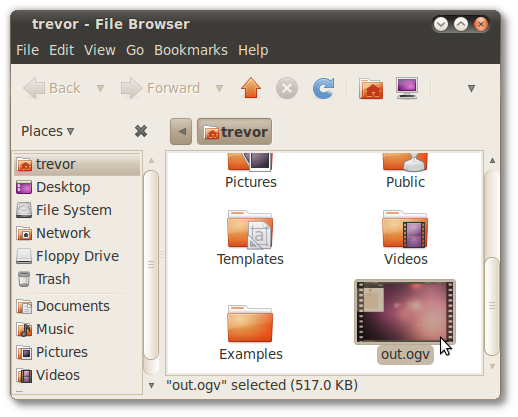 trevor - File Browser
File Edit View Go Bookmarks Help
Back Forward
Places trevor
trevor
Desktop
File System
Network
Floppy Drive
Trash
Documents
Music
Pictures
Videos
Pictures Public
Templates Videos
Examples out.ogv
"out.ogv" selected (517.0 KB)